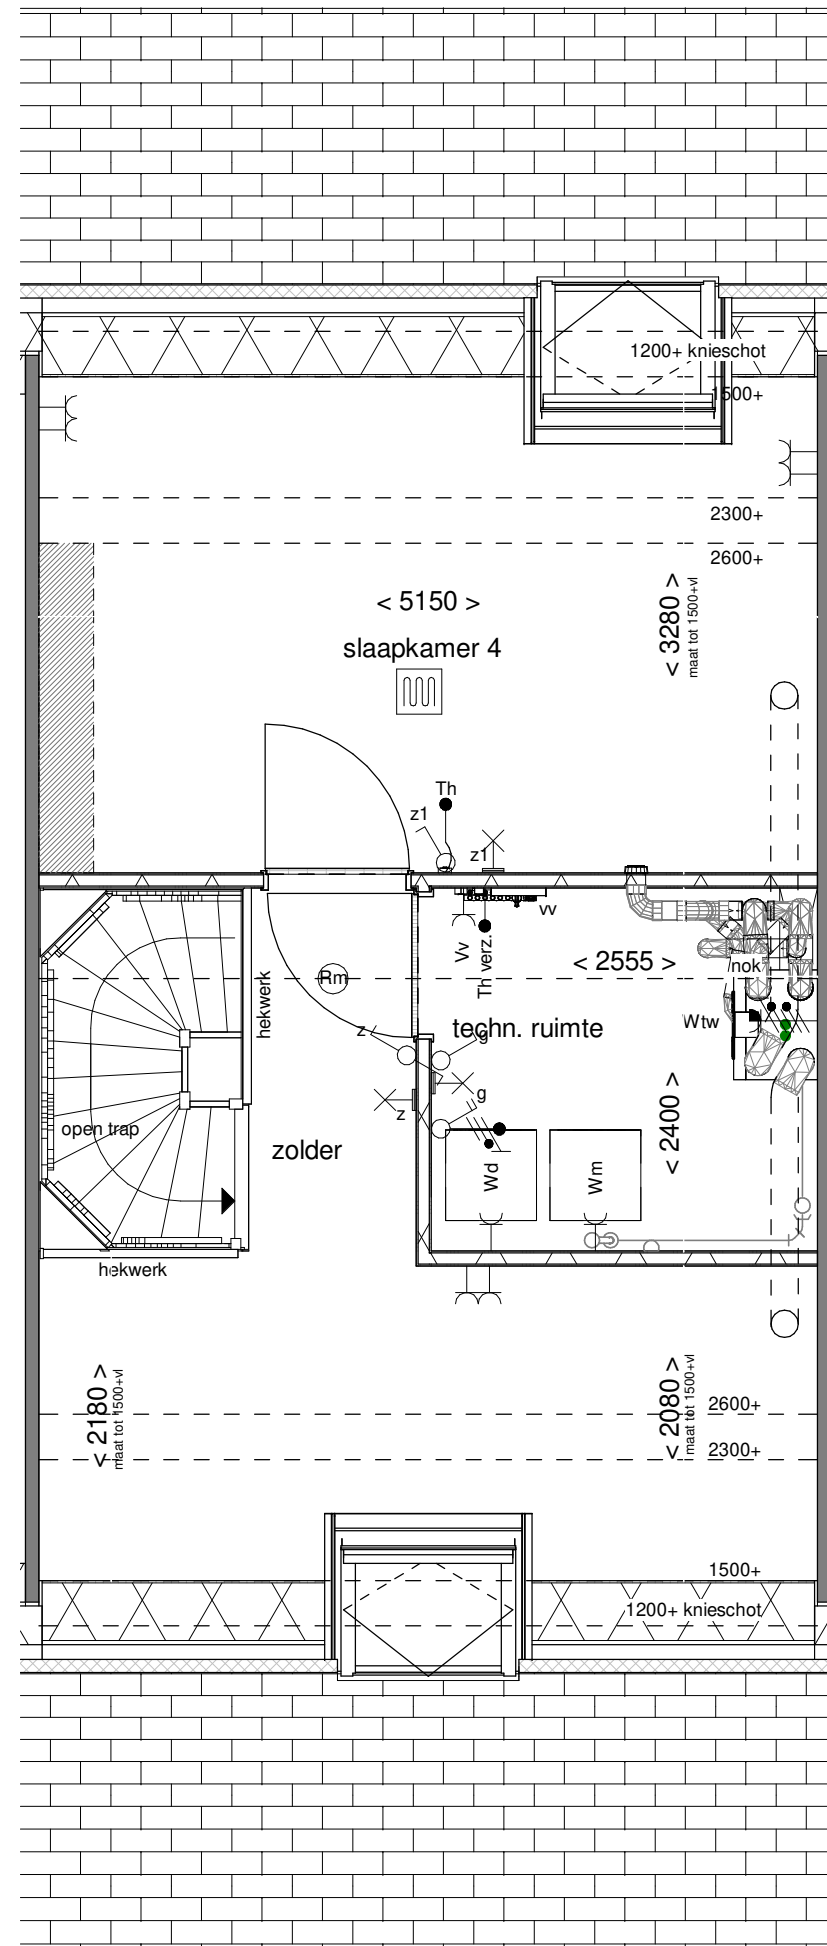 1200+ knieschot
1500+
2300+
2600+
< 5150 >
< 3280 >
maat tot 1500+vl
slaapkamer 4
Th
z1
z1
vv
Vv
Th verz.
< 2555 >
nok
Rm
hekwerk
Wtw
z
g
techn. ruimte
z
g
< 2400 >
open trap
zolder
Wd
Wm
hekwerk
< 2180 >
maat tot 1500+vl
< 2080 >
maat tot 1500+vl
2600+
2300+
1500+
1200+ knieschot